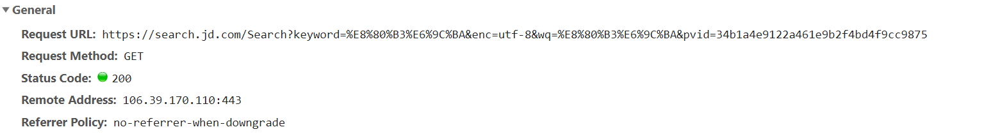 General
Request URL: https://search.jd.com/Search?keyword=%E8%80%B3%E6%9C%BA&enc=utf-8&wq=%E8%80%B3%E6%9C%BA&pvid=34b1a4e9122a461e9b2f4bd4f9cc9875
Request Method: GET
Status Code: 200
Remote Address: 106.39.170.110:443
Referrer Policy: no-referrer-when-downgrade